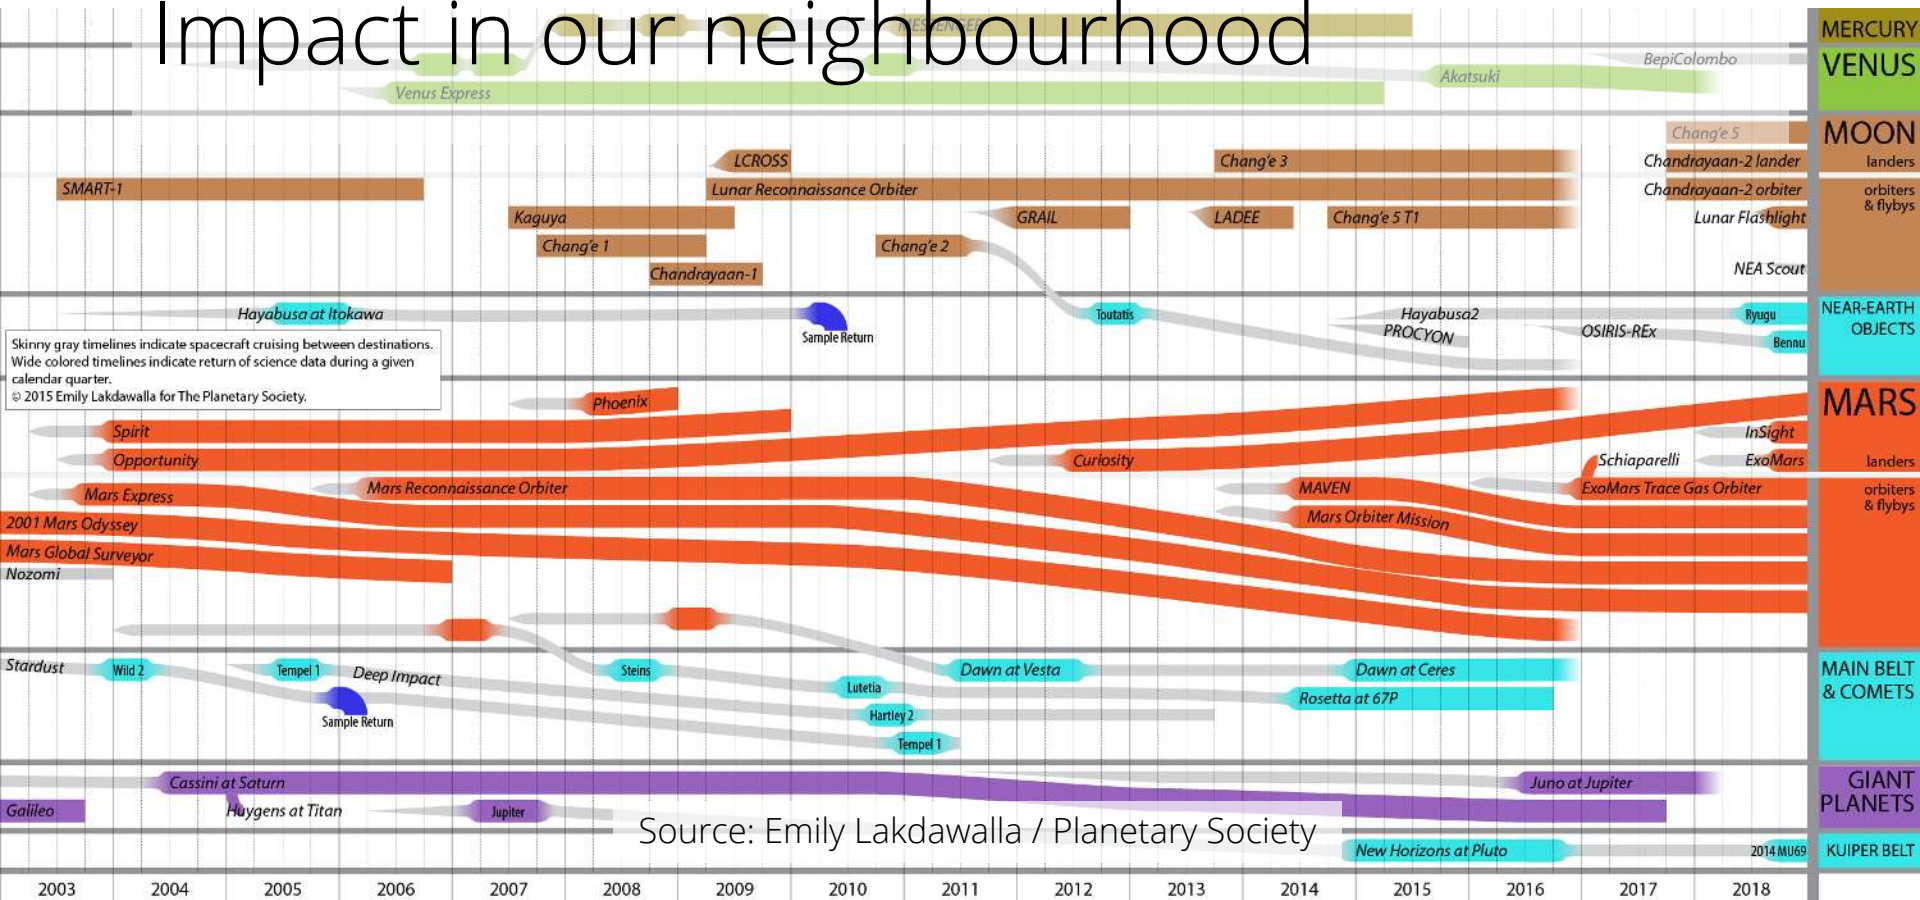 Impact in our neighbourhood
MESSENGER
MERCURY
BepiColombo
VENUS
Akatsuki
Venus Express
Chang'e 5
MOON
LCROSS
Chang'e 3
Chandrayaan-2 lander
landers
SMART-1
Lunar Reconnaissance Orbiter
Chandrayaan-2 orbiter
orbiters
& flybys
Kaguya
GRAIL
LADEE
Chang'e 5 T1
Lunar Flashlight
Chang'e 1
Chang'e 2
Chandrayaan-1
NEA Scout
Hayabusa at Itokawa
Sample Return
Toutatis
Hayabusa2
PROCYON
OSIRIS-REx
Ryugu
Bennu
NEAR-EARTH
OBJECTS
Skinny gray timelines indicate spacecraft cruising between destinations.
Wide colored timelines indicate return of science data during a given
calendar quarter.
© 2015 Emily Lakdawalla for The Planetary Society.
Phoenix
MARS
Spirit
InSight
Opportunity
Curiosity
Schiaparelli
ExoMars
landers
Mars Express
Mars Reconnaissance Orbiter
MAVEN
ExoMars Trace Gas Orbiter
orbiters
& flybys
2001 Mars Odyssey
Mars Orbiter Mission
Mars Global Surveyor
Nozomi
Stardust
Wild 2
Tempel 1
Deep Impact
Steins
Lutetia
Dawn at Vesta
Dawn at Ceres
MAIN BELT
& COMETS
Rosetta at 67P
Sample Return
Hartley 2
Tempel 1
Cassini at Saturn
Juno at Jupiter
GIANT
PLANETS
Galileo
Huygens at Titan
Jupiter
Source: Emily Lakdawalla / Planetary Society
New Horizons at Pluto
2014 MU69
KUIPER BELT
2003 2004 2005 2006 2007 2008 2009 2010 2011 2012 2013 2014 2015 2016 2017 2018